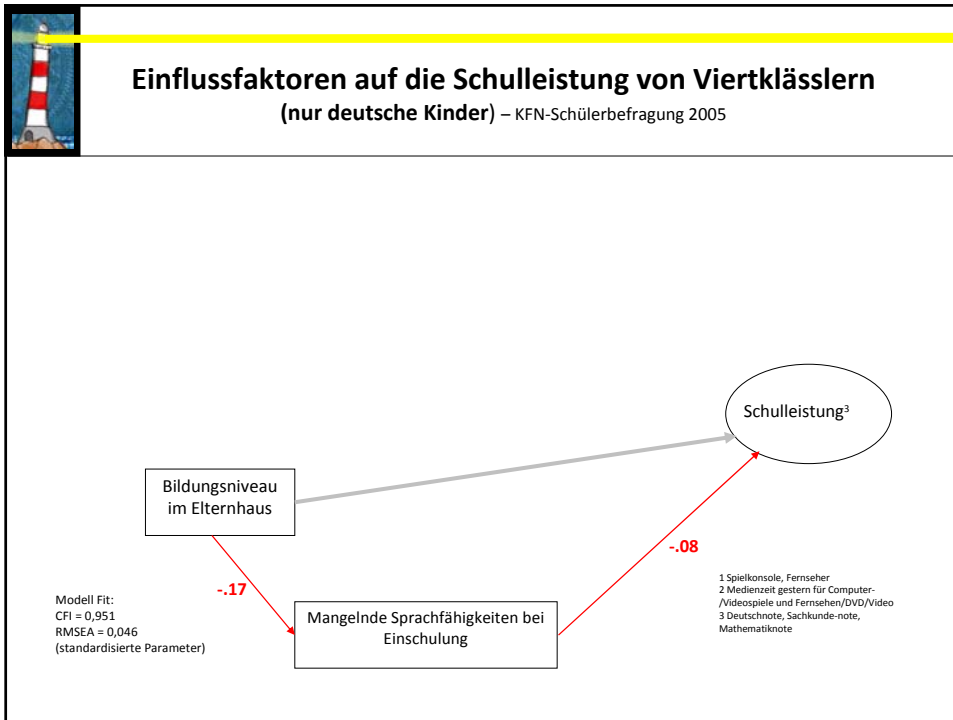 Einflussfaktoren auf die Schulleistung von Viertklässlern
(nur deutsche Kinder) – KFN-Schülerbefragung 2005
Schulleistung³
Bildungsniveau
im Elternhaus
-.08
-.17
Mangelnde Sprachfähigkeiten bei
Einschulung
Modell Fit:
CFI = 0,951
RMSEA = 0,046
(standardisierte Parameter)
1 Spielkonsole, Fernseher
2 Medienzeit gestern für Computer-
/Videospiele und Fernsehen/DVD/Video
3 Deutschnote, Sachkunde-note,
Mathematiknote